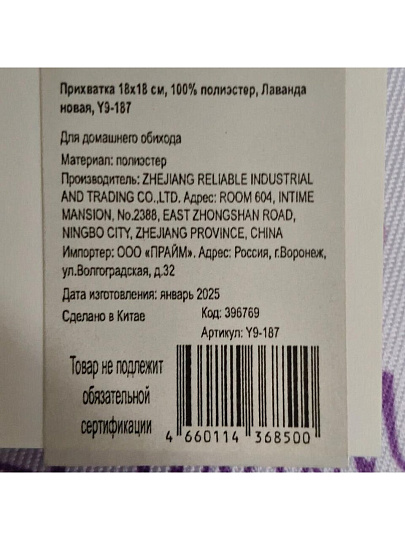 Прихватка 18х18 см, 100% полиэстер, Лаванда
новая, Y9-187
Для домашнего обихода
Материал: полиэстер
Производитель: ZHEJIANG RELIABLE INDUSTRIAL
AND TRADING CO.,LTD. Адрес: ROOM 604, INTIME
MANSION, No.2388, EAST ZHONGSHAN ROAD,
NINGBO CITY, ZHEJIANG PROVINCE, CHINA
Импортер: ООО «ПРАЙМ». Адрес: Россия, г.Воронеж,
ул.Волгоградская, д.32
Дата изготовления: январь 2025
Сделано в Китае
Код: 396769
Артикул: Y9-187
Товар не подлежит
обязательной
сертификации
4 660114 368500